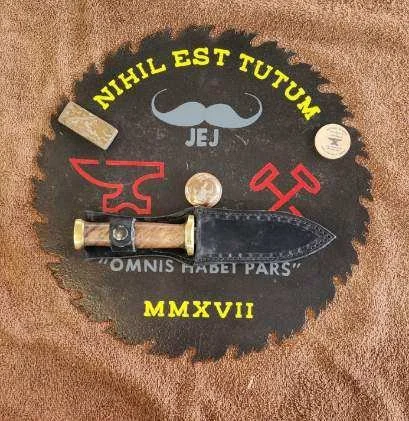 NIHIL EST TUTUM
JEJ
"OMNIS HABET PARS"
MMXVII